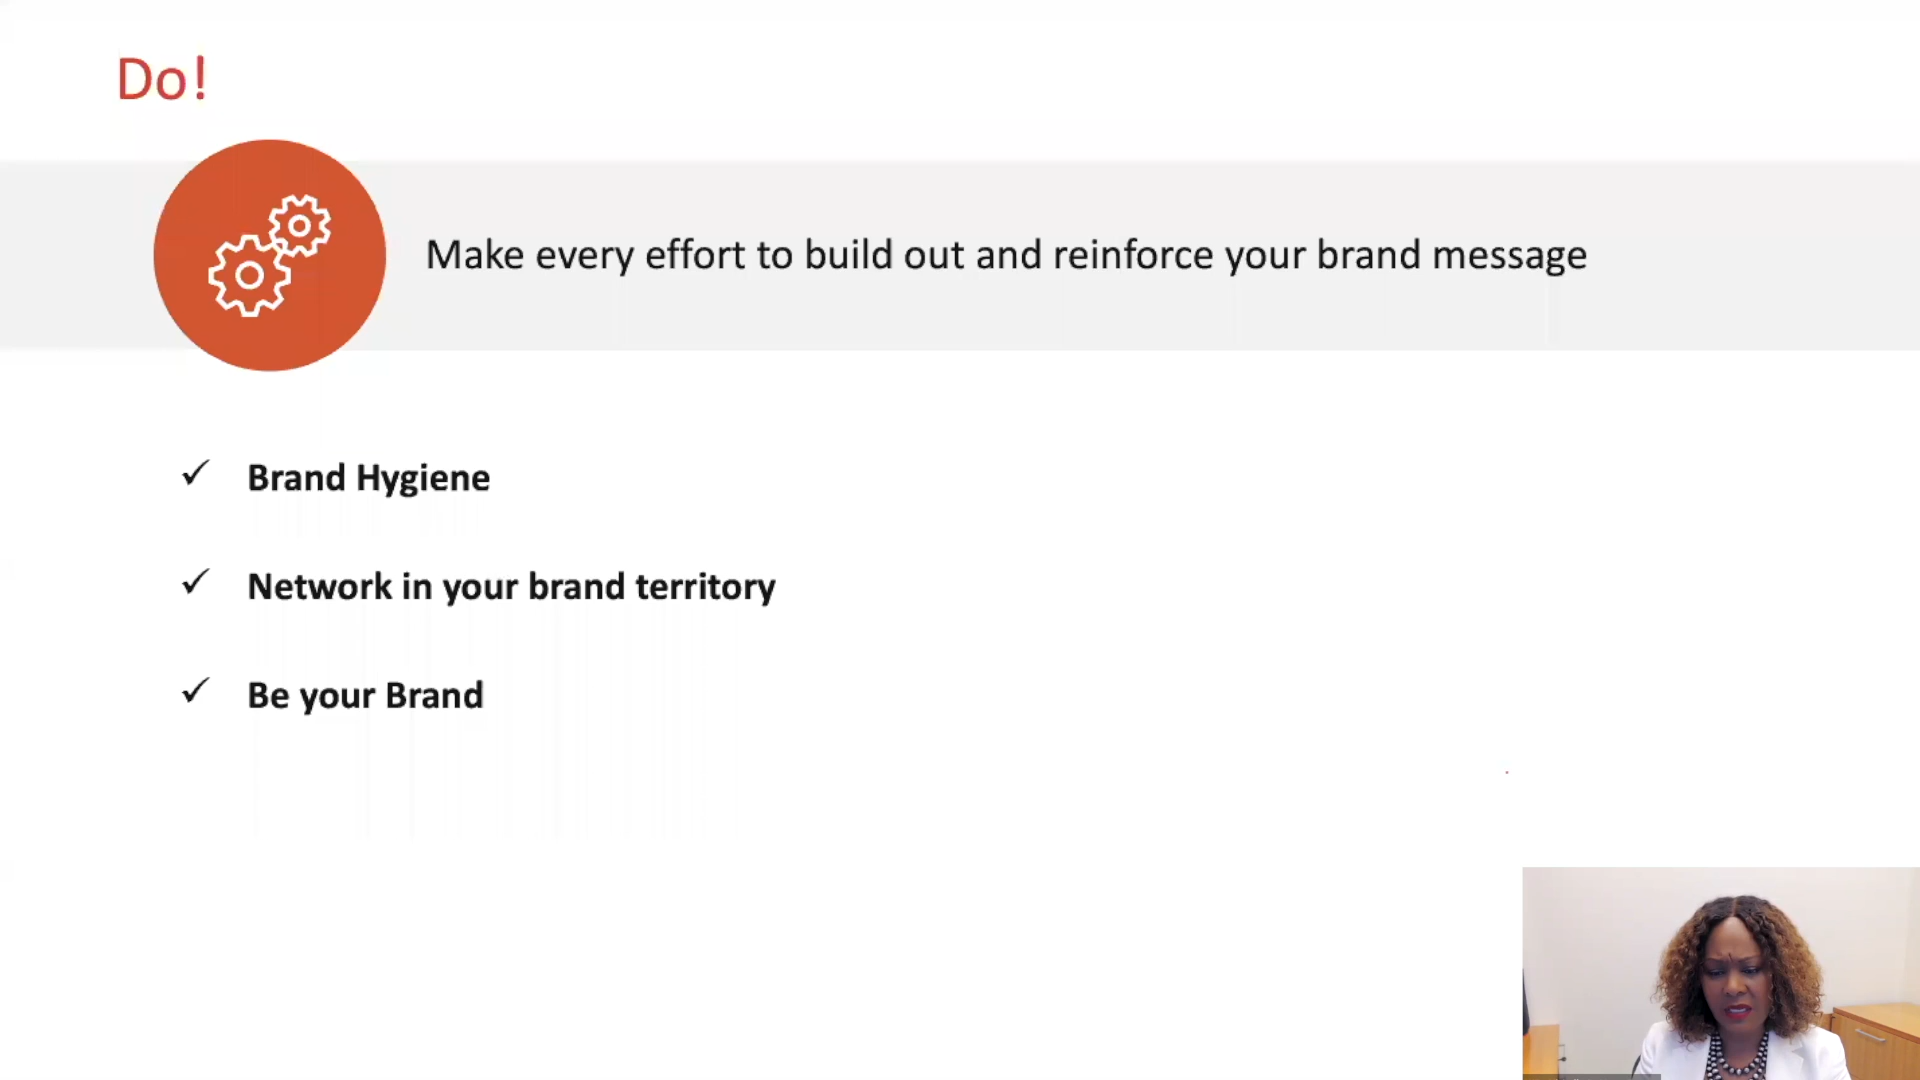 Do!
Make every effort to build out and reinforce your brand message
✓ Brand Hygiene
✓ Network in your brand territory
✓ Be your Brand